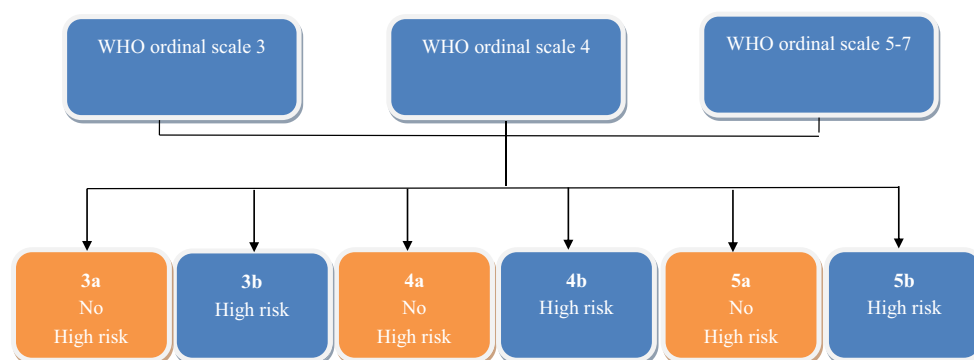 WHO ordinal scale 3
WHO ordinal scale 4
WHO ordinal scale 5-7
3a
No
High risk
3b
High risk
4a
No
High risk
4b
High risk
5a
No
High risk
5b
High risk